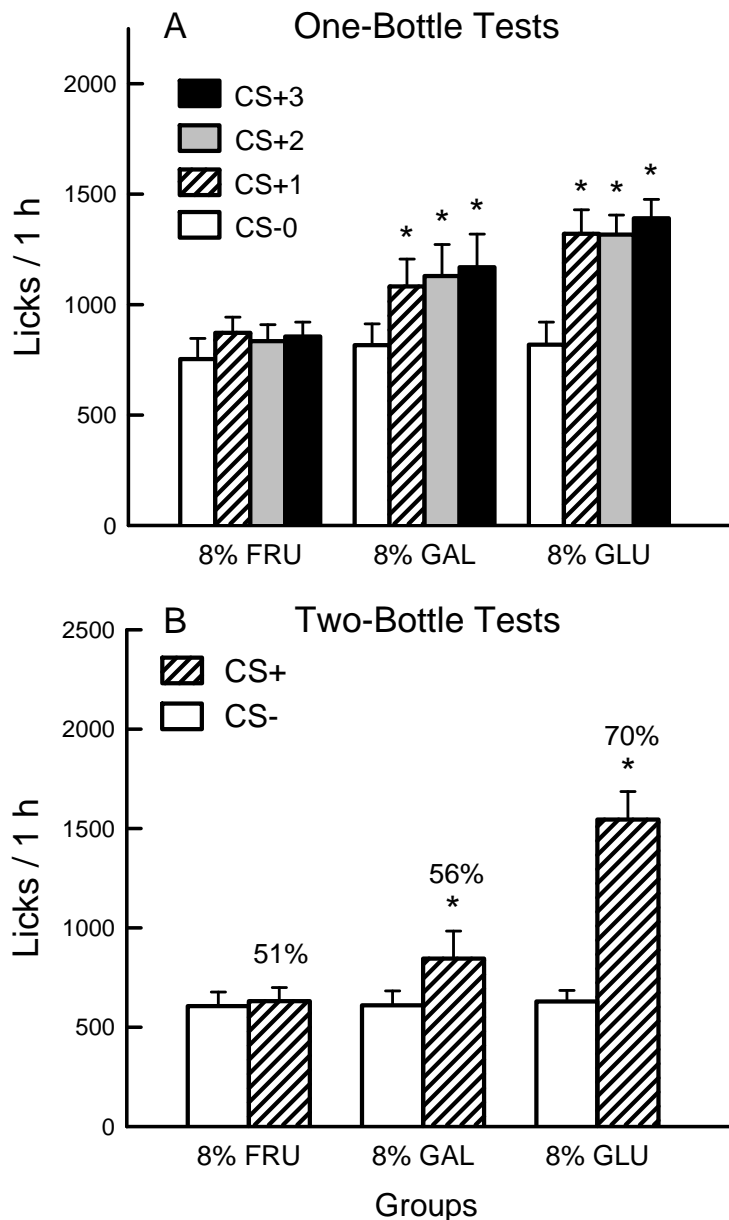 A One-Bottle Tests
CS+3
CS+2
CS+1
CS-0
2000
1500
1000
500
0
Licks / 1 h
* * *
* * *
8% FRU 8% GAL 8% GLU
B Two-Bottle Tests
CS+
CS-
2500
2000
1500
1000
500
0
Licks / 1 h
51%
56%
*
70%
*
8% FRU 8% GAL 8% GLU
Groups